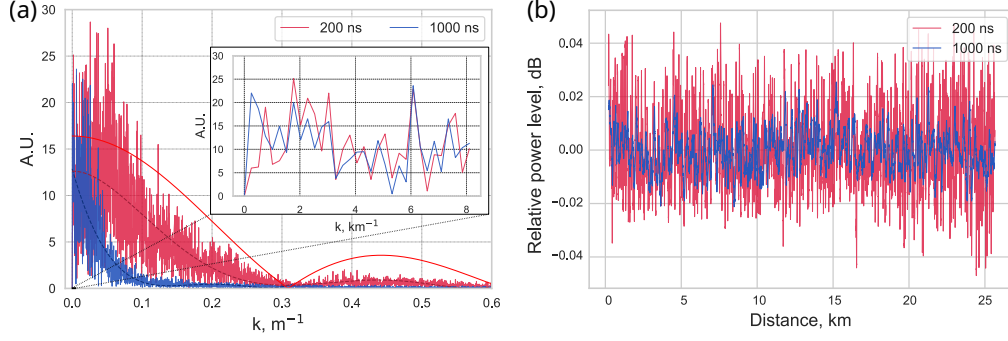 (a)
200 ns 1000 ns
30
25
20
15
10
5
0
A.U.
0.0 0.1 0.2 0.3 0.4 0.5 0.6
k, m⁻¹
30
25
20
15
10
5
0
A.U.
0 2 4 6 8
k, km⁻¹
(b)
200 ns
1000 ns
0.04
0.02
0.00
−0.02
−0.04
Relative power level, dB
0 5 10 15 20 25
Distance, km